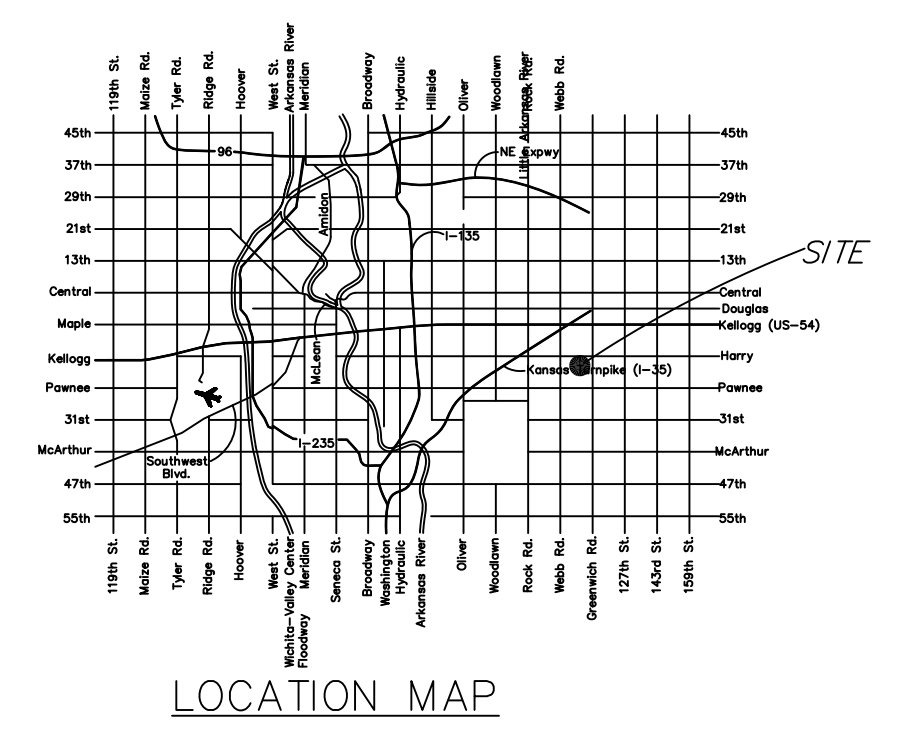 119th St.
Maize Rd.
Tyler Rd.
Ridge Rd.
Hoover
West St.
Arkansas River
Meridian
Broadway
Hydraulic
Hillside
Oliver
Woodlawn
Little Arkansas River
Rock Rd.
Webb Rd.
45th
45th
96
NE Expwy
37th
37th
29th
29th
Amidon
21st
21st
I-135
SITE
13th
13th
Central
Central
Douglas
Maple
Kellogg (US-54)
McLean
Kellogg
Harry
Kansas Turnpike (I-35)
Pawnee
Pawnee
31st
31st
I-235
McArthur
McArthur
Southwest
Blvd.
47th
47th
55th
55th
119th St.
Maize Rd.
Tyler Rd.
Ridge Rd.
Hoover
West St.
Wichita-Valley Center
Floodway
Meridian
Seneca St.
Broadway
Washington
Hydraulic
Arkansas River
Oliver
Woodlawn
Rock Rd.
Webb Rd.
Greenwich Rd.
127th St.
143rd St.
159th St.
LOCATION MAP